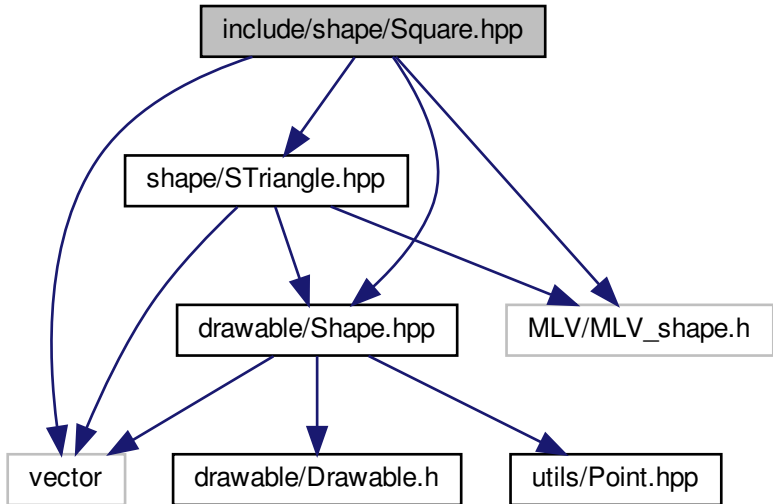 include/shape/Square.hpp
shape/STriangle.hpp
drawable/Shape.hpp
MLV/MLV_shape.h
vector
drawable/Drawable.h
utils/Point.hpp